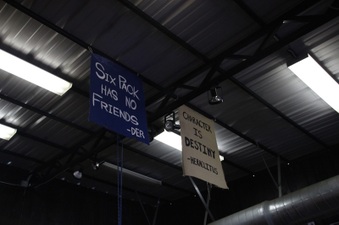 SIX PACK
HAS NO
FRIENDS
-DER
CHARACTER
IS
DESTINY
-HERACLITUS